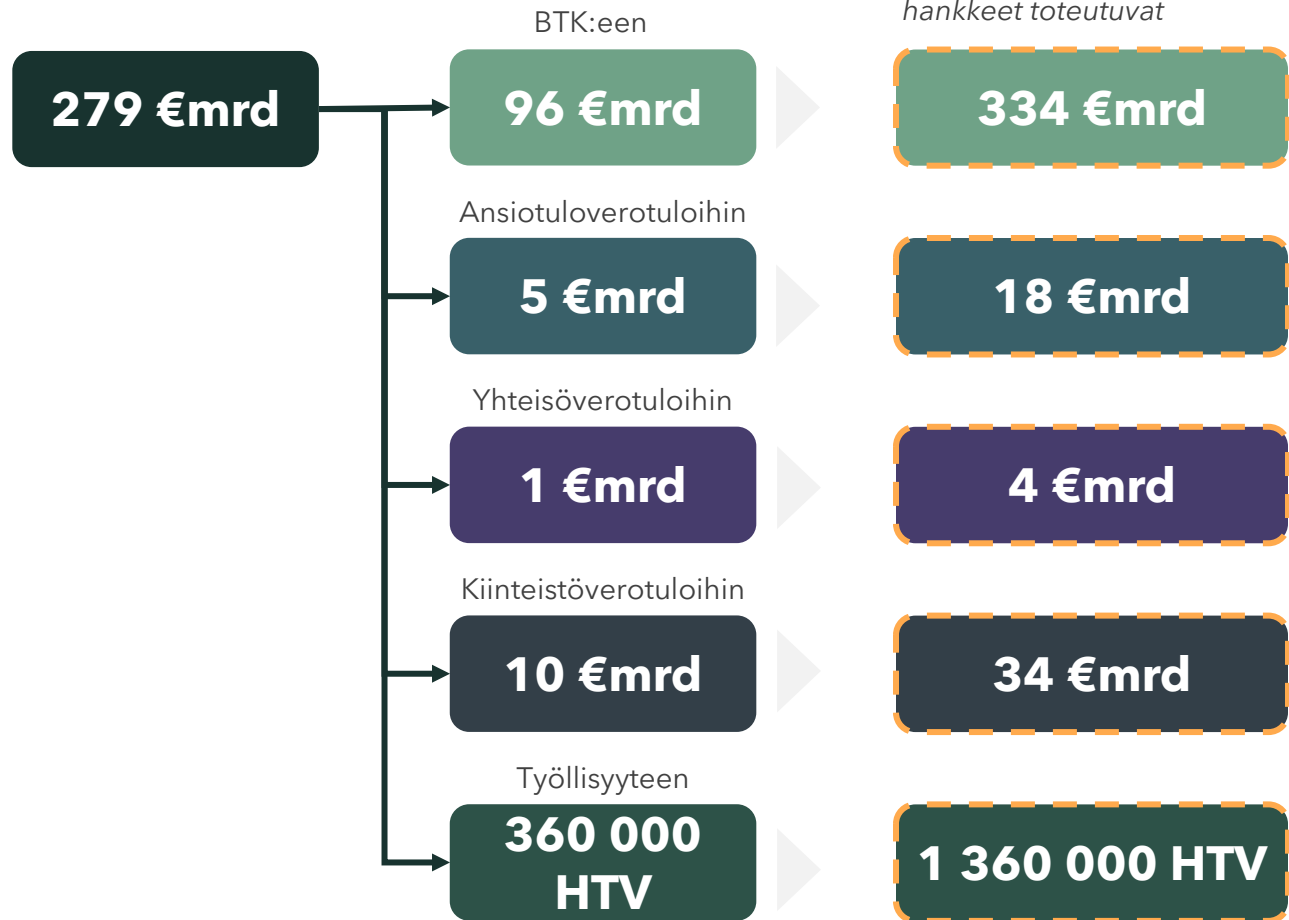 BTK:een
hankkeet toteutuvat
279 €mrd
96 €mrd
334 €mrd
Ansiotuloverotuloihin
5 €mrd
18 €mrd
Yhteisöverotuloihin
1 €mrd
4 €mrd
Kiinteistöverotuloihin
10 €mrd
34 €mrd
Työllisyyteen
360 000
HTV
1 360 000 HTV